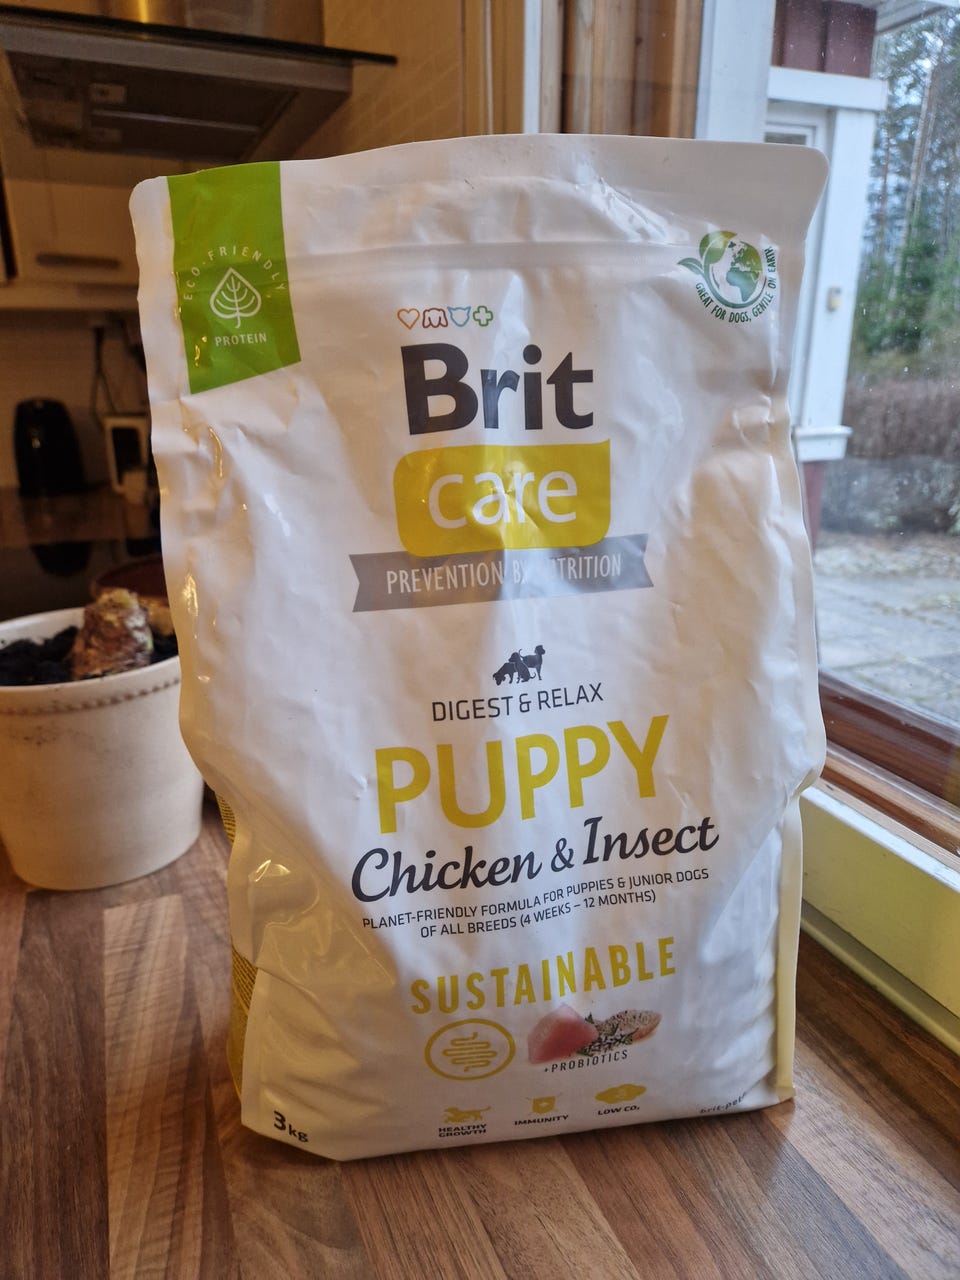 ECO-FRIENDLY
PROTEIN
GREAT FOR DOGS, GENTLE ON EARTH
Brit
care
PREVENTION BY NUTRITION
DIGEST & RELAX
PUPPY
Chicken & Insect
PLANET-FRIENDLY FORMULA FOR PUPPIES & JUNIOR DOGS
OF ALL BREEDS (4 WEEKS – 12 MONTHS)
SUSTAINABLE
+PROBIOTICS
HEALTHY
GROWTH
IMMUNITY
LOW CO₂
3kg